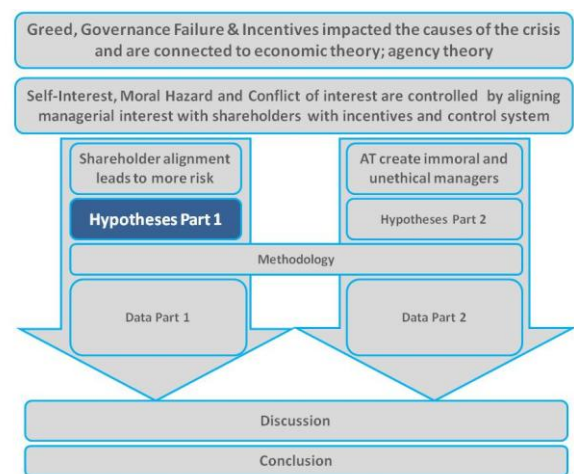 Greed, Governance Failure & Incentives impacted the causes of the crisis
and are connected to economic theory; agency theory
Self-Interest, Moral Hazard and Conflict of interest are controlled by aligning
managerial interest with shareholders with incentives and control system
Shareholder alignment
leads to more risk
AT create immoral and
unethical managers
Hypotheses Part 1
Hypotheses Part 2
Methodology
Data Part 1
Data Part 2
Discussion
Conclusion